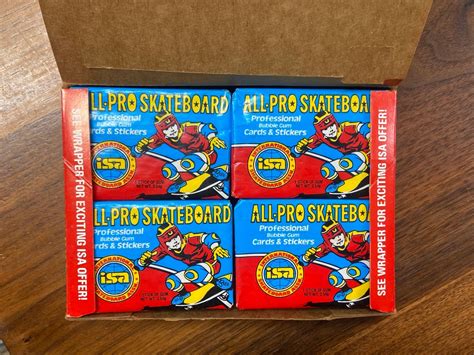 SEE WRAPPER FOR EXCITING ISA OFFER!
ALL-PRO SKATEBOARD
Professional
Bubble Gum
Cards & Stickers
isa
ALL-PRO SKATEBOA
Professional
Bubble Gum
Cards & Stickers
isa
ALL-PRO SKATEBOARD
Professional
Bubble Gum
Cards & Stickers
isa
ALL-PRO SKATEBOA
Professional
Bubble Gum
Cards & Stickers
isa
SEE WRAPPER FOR EXCITING ISA OFFER!